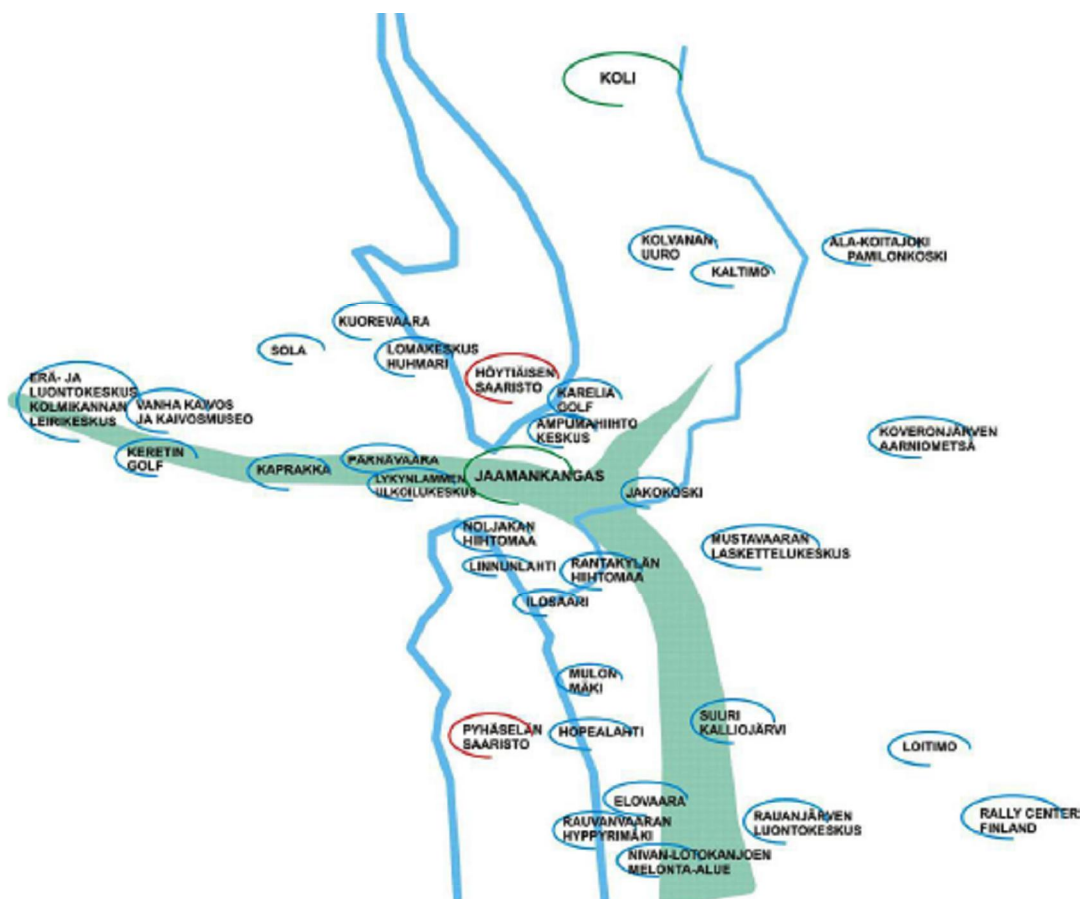 KOLI
KOLVANAN
UURO
ALA-KOITAJOKI
PAMILONKOSKI
KALTIMO
KUOREVAARA
SOLA
LOMAKESKUS
HUHMARI
HÖYTIÄISEN
SAARISTO
ERÄ- JA
LUONTOKESKUS
KOLMIKANNAN
LEIRIKESKUS
VANHA KAIVOS
JA KAIVOSMUSEO
KARELIA
GOLF
AMPUMAHIIHTO
KESKUS
KOVERONJÄRVEN
AARNIOMETSÄ
KERETIN
GOLF
KAPRAKKA
PÄRNÄVAARA
LYKYNLAMMEN
ULKOILUKESKUS
JAAMANKANGAS
JAKOKOSKI
NOLJAKAN
HIIHTOMAA
MUSTAVAARAN
LASKETTELUKESKUS
LINNUNLAHTI
RANTAKYLÄN
HIIHTOMAA
ILOSAARI
MULON
MÄKI
PYHÄSELÄN
SAARISTO
HOPEALAHTI
SUURI
KALLIOJÄRVI
LOITIMO
ELOVAARA
RAUVANVAARAN
HYPPYRIMÄKI
RAIJANJÄRVEN
LUONTOKESKUS
RALLY CENTER
FINLAND
NIVAN-LOTOKANJOEN
MELONTA-ALUE